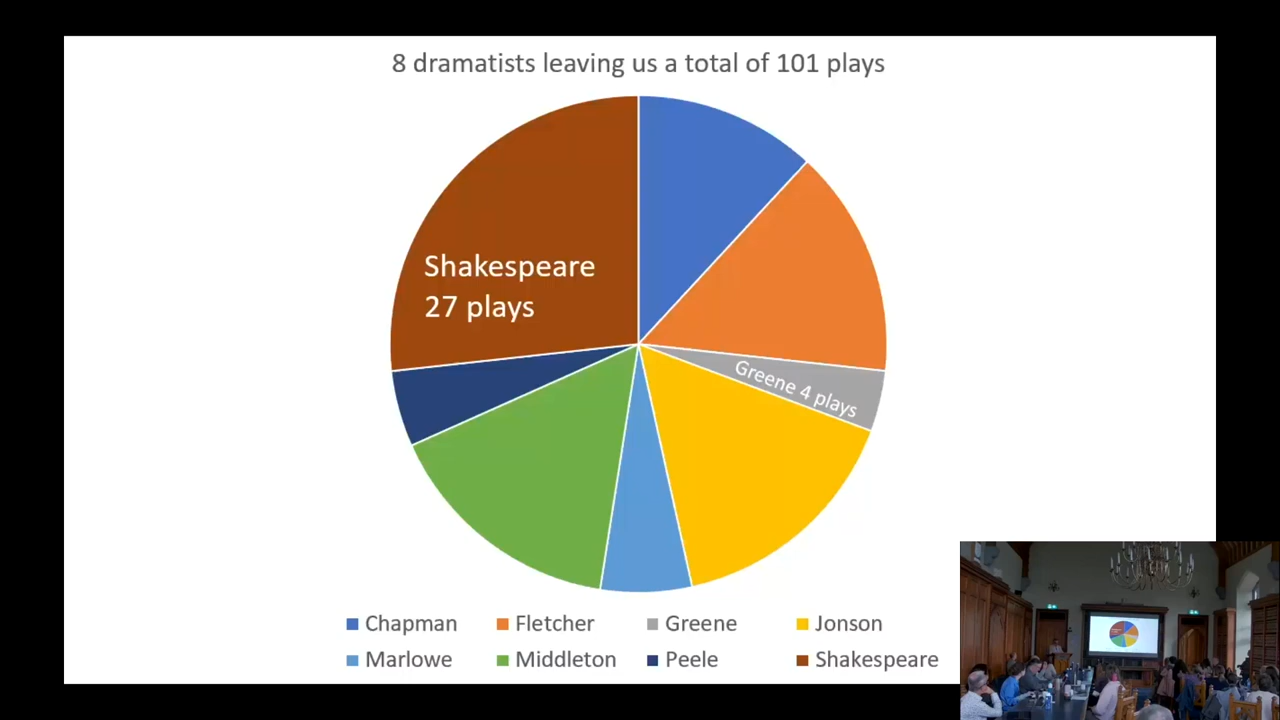 8 dramatists leaving us a total of 101 plays
Shakespeare
27 plays
Greene 4 plays
Chapman
Fletcher
Greene
Jonson
Marlowe
Middleton
Peele
Shakespeare